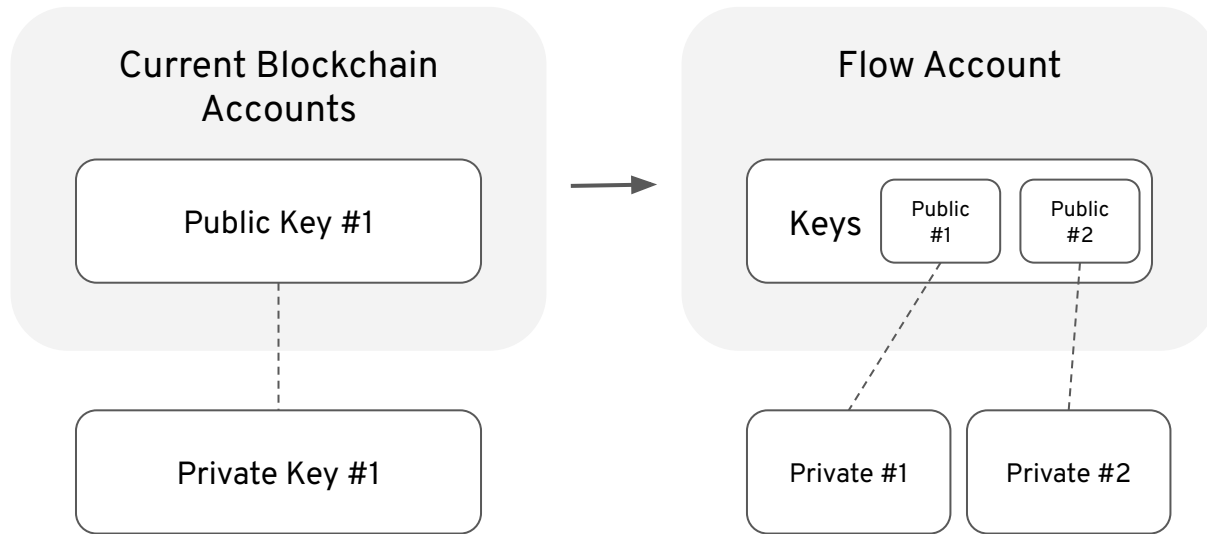 Current Blockchain
Accounts
Public Key #1
Private Key #1
Flow Account
Keys
Public
#1
Public
#2
Private #1
Private #2